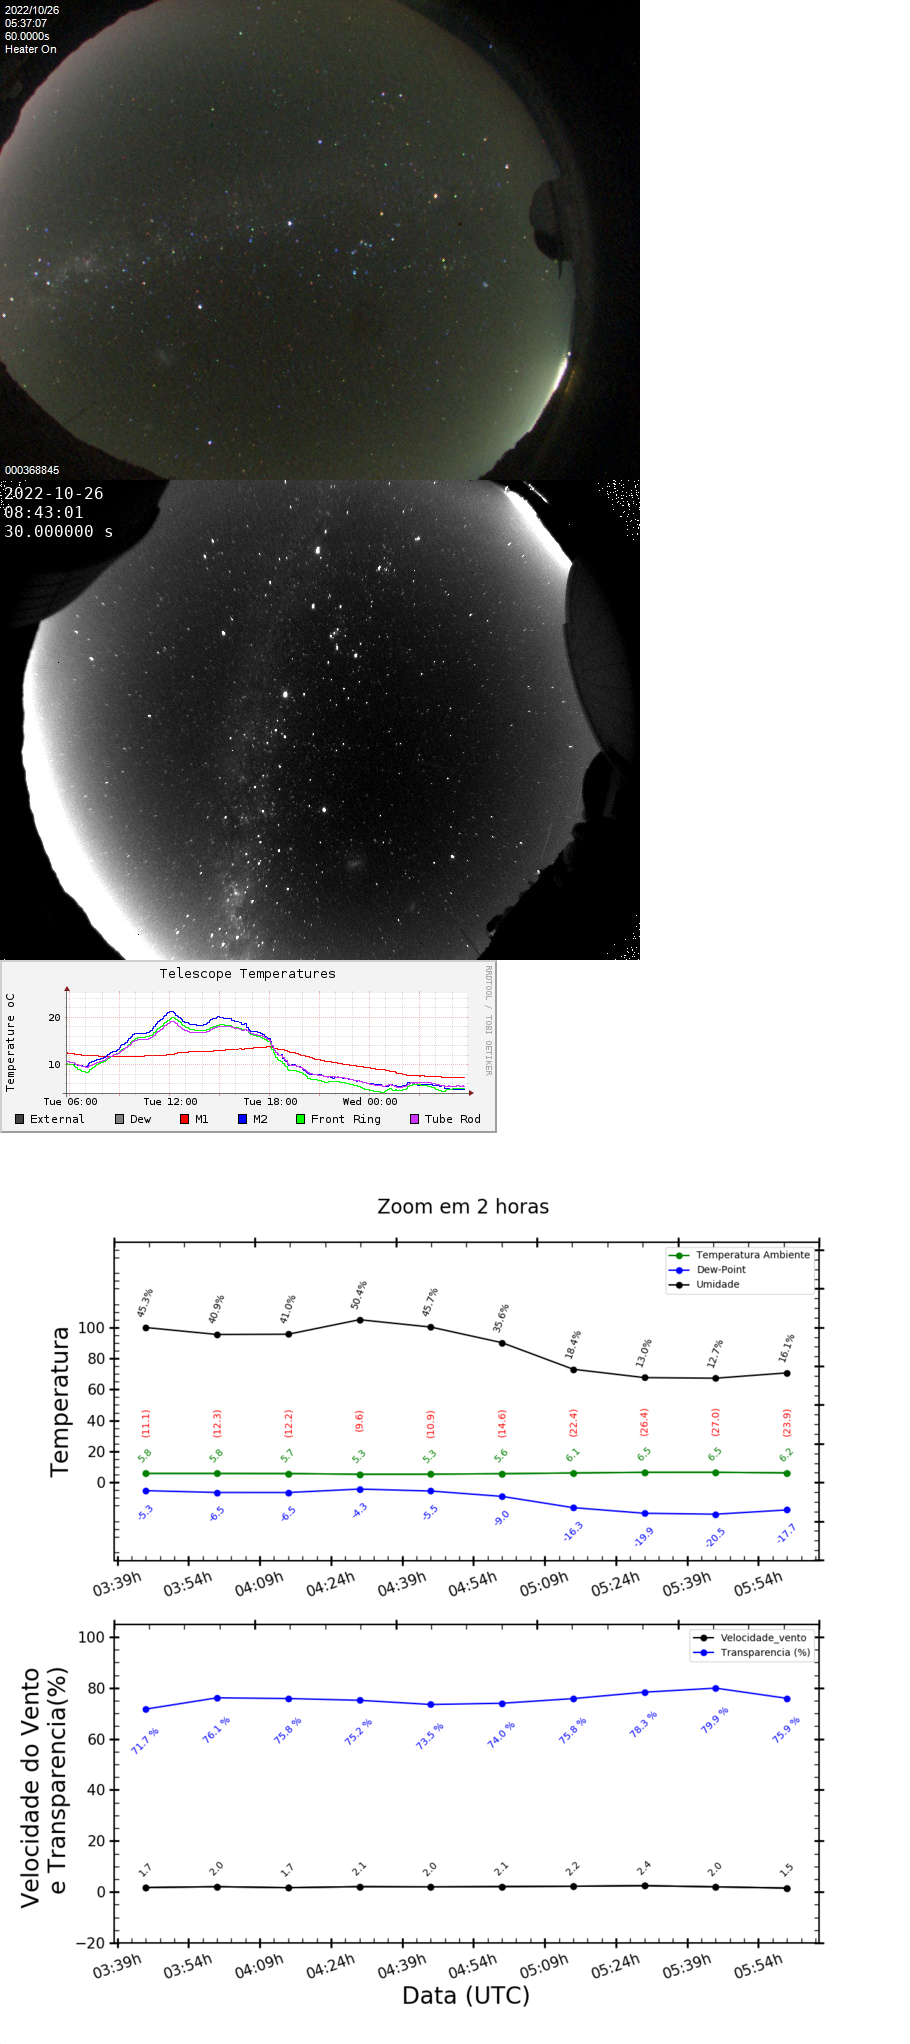 2022/10/26
05:37:07
60.0000s
Heater On
000368845
2022-10-26
08:43:01
30.000000 s
Telescope Temperatures
RRDTOOL / TOBI OETIKER
Temperature oC
20
10
Tue 06:00 Tue 12:00 Tue 18:00 Wed 00:00
External Dew M1 M2 Front Ring Tube Rod
Zoom em 2 horas
Temperatura Ambiente
Dew-Point
Umidade
45.3% 40.9% 41.0% 50.4% 45.7% 35.6% 18.4% 13.0% 12.7% 16.1%
Temperatura
100
80
60
40
20
0
(11.1) (12.3) (12.2) (9.6) (10.9) (14.6) (22.4) (26.4) (27.0) (23.9)
5.8 5.8 5.7 5.3 5.3 5.6 6.1 6.5 6.5 6.2
-5.3 -6.5 -6.5 -4.3 -5.5 -9.0 -16.3 -19.9 -20.5 -17.7
03:39h 03:54h 04:09h 04:24h 04:39h 04:54h 05:09h 05:24h 05:39h 05:54h
Velocidade_vento
Transparencia (%)
Velocidade do Vento
e Transparencia(%)
100
80
60
40
20
0
−20
71.7 % 76.1 % 75.8 % 75.2 % 73.5 % 74.0 % 75.8 % 78.3 % 79.9 % 75.9 %
1.7 2.0 1.7 2.1 2.0 2.1 2.2 2.4 2.0 1.5
03:39h 03:54h 04:09h 04:24h 04:39h 04:54h 05:09h 05:24h 05:39h 05:54h
Data (UTC)